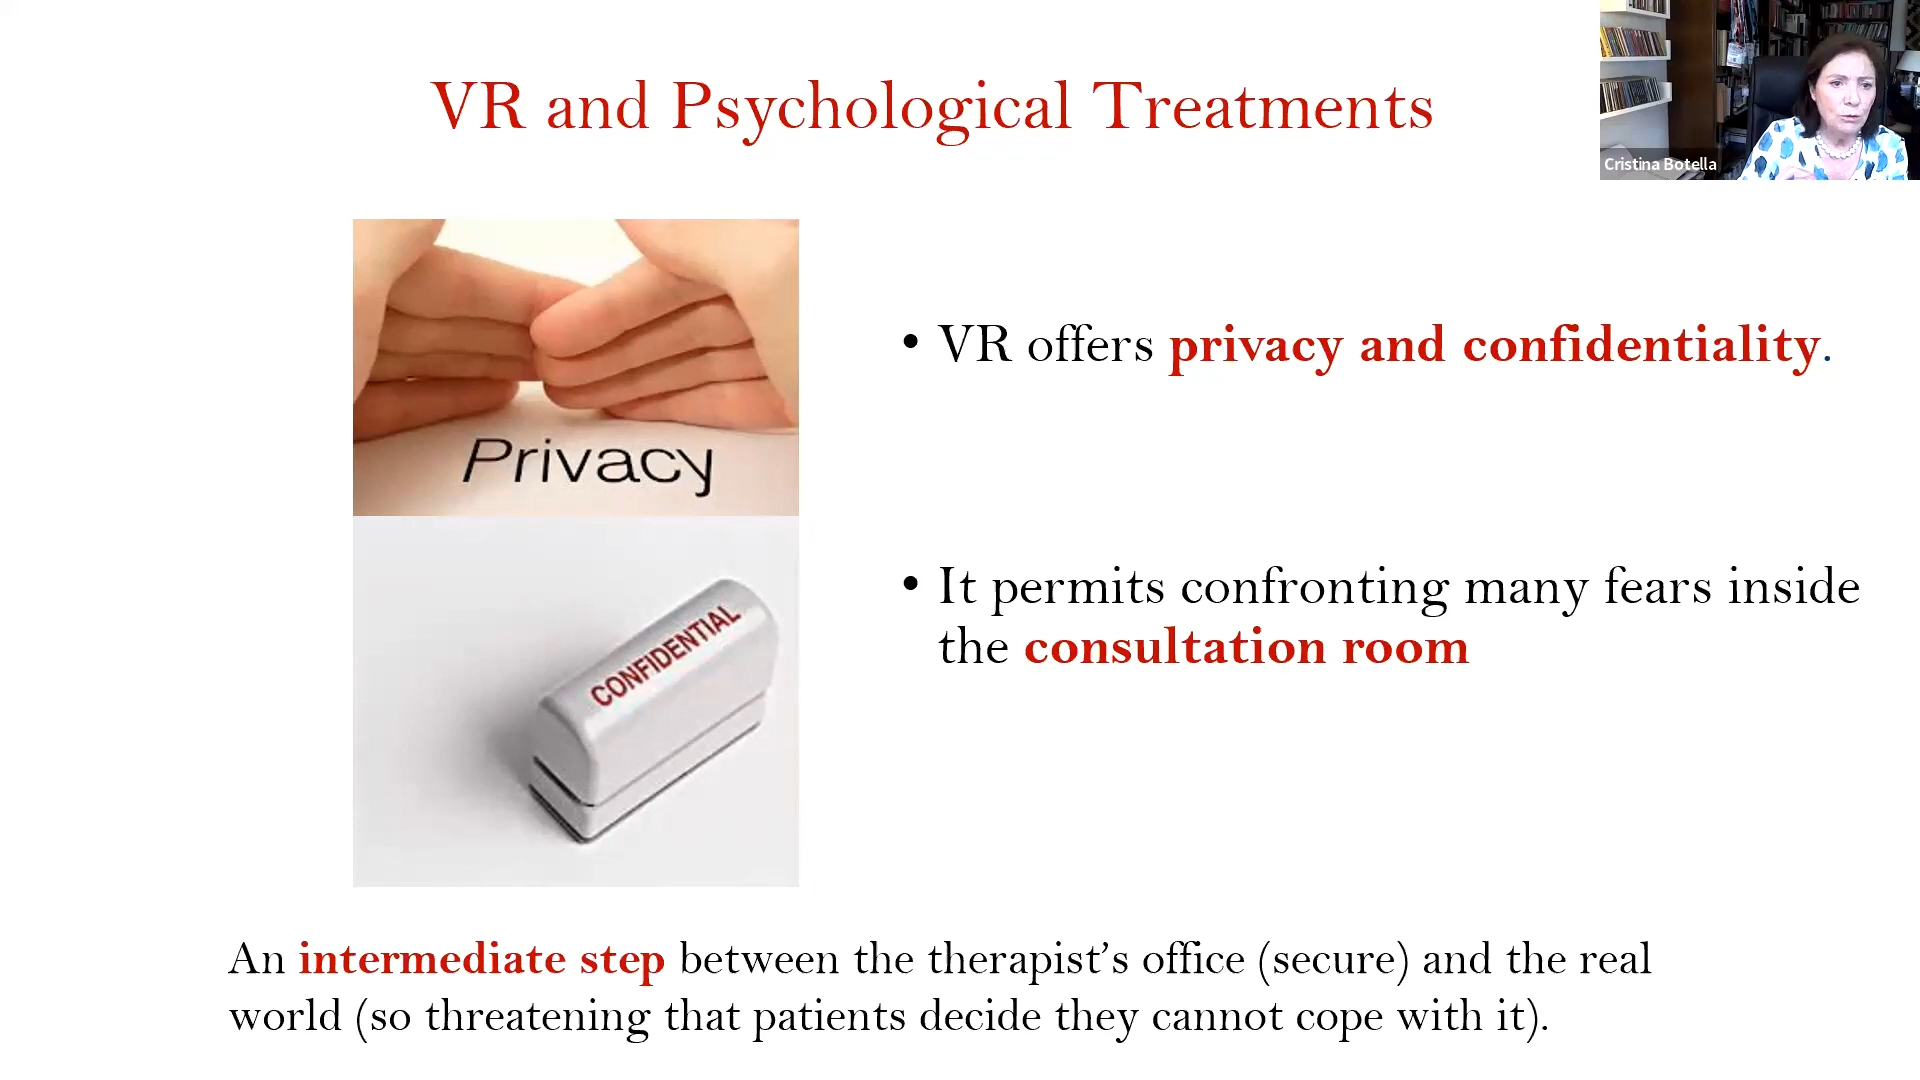 VR and Psychological Treatments
Cristina Botella
Privacy
CONFIDENTIAL
• VR offers privacy and confidentiality.
• It permits confronting many fears inside
the consultation room
An intermediate step between the therapist’s office (secure) and the real
world (so threatening that patients decide they cannot cope with it).